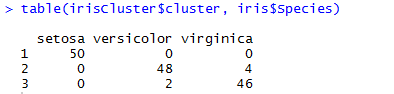 > table(irisCluster$cluster, iris$Species)
setosa versicolor virginica
1 50 0 0
2 0 48 4
3 0 2 46